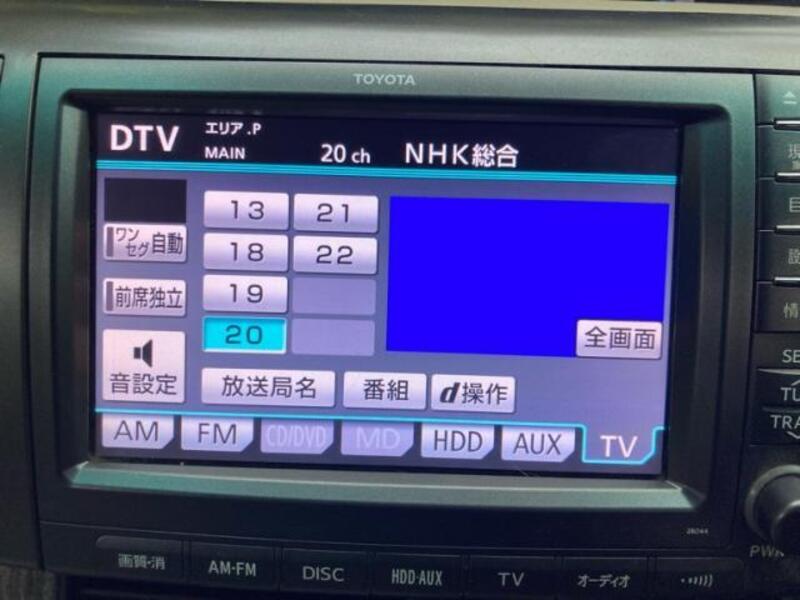 TOYOTA
DTV エリア.P
MAIN 20 ch NHK総合
13 21
ワンセグ自動 18 22
前席独立 19
20
全画面
音設定 放送局名 番組 d操作
AM FM CD/DVD MD HDD AUX TV
画質・消 AM・FM DISC HDD・AUX TV オーディオ